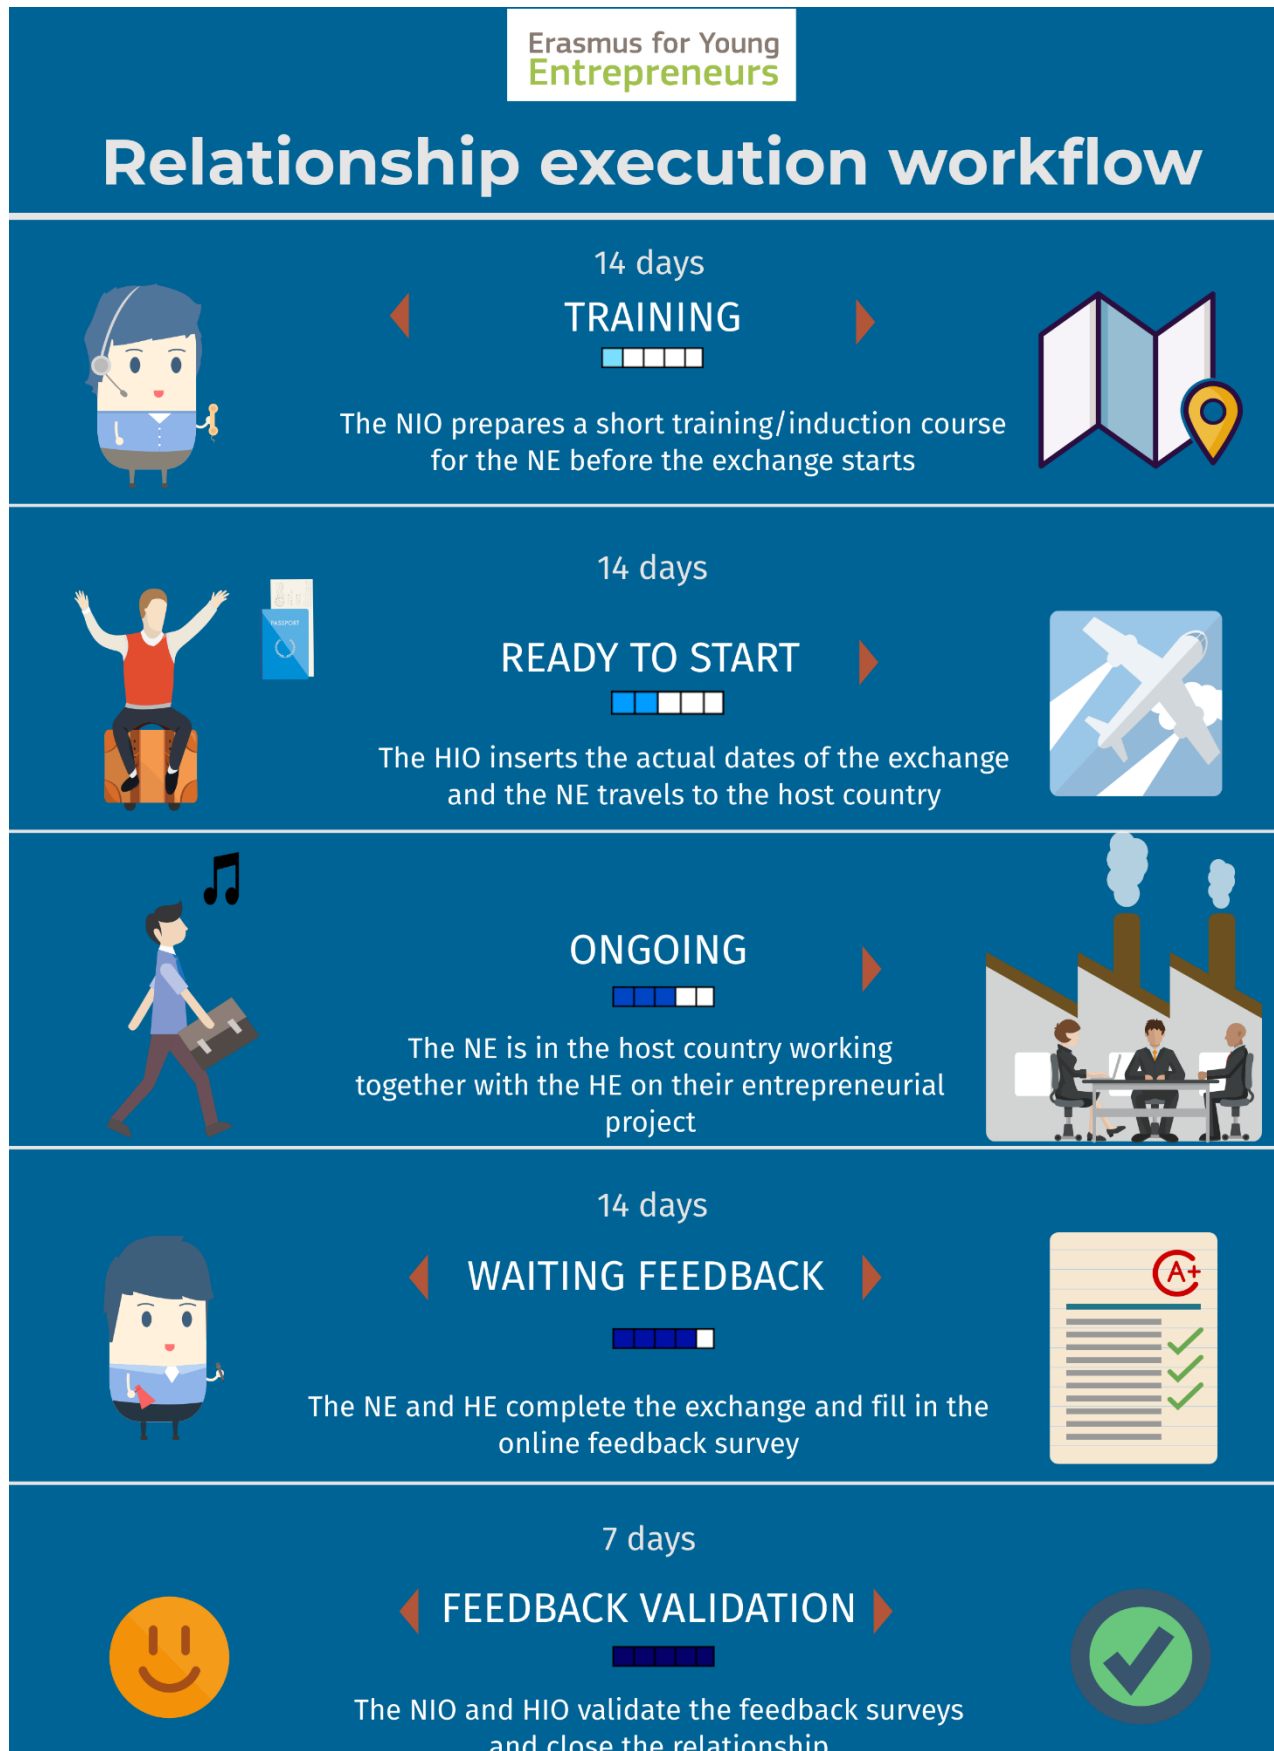 Erasmus for Young
Entrepreneurs
Relationship execution workflow
14 days
TRAINING
The NIO prepares a short training/induction course
for the NE before the exchange starts
14 days
PASSPORT
READY TO START
The HIO inserts the actual dates of the exchange
and the NE travels to the host country
ONGOING
The NE is in the host country working
together with the HE on their entrepreneurial
project
14 days
WAITING FEEDBACK
A+
The NE and HE complete the exchange and fill in the
online feedback survey
7 days
FEEDBACK VALIDATION
The NIO and HIO validate the feedback surveys
and close the relationship